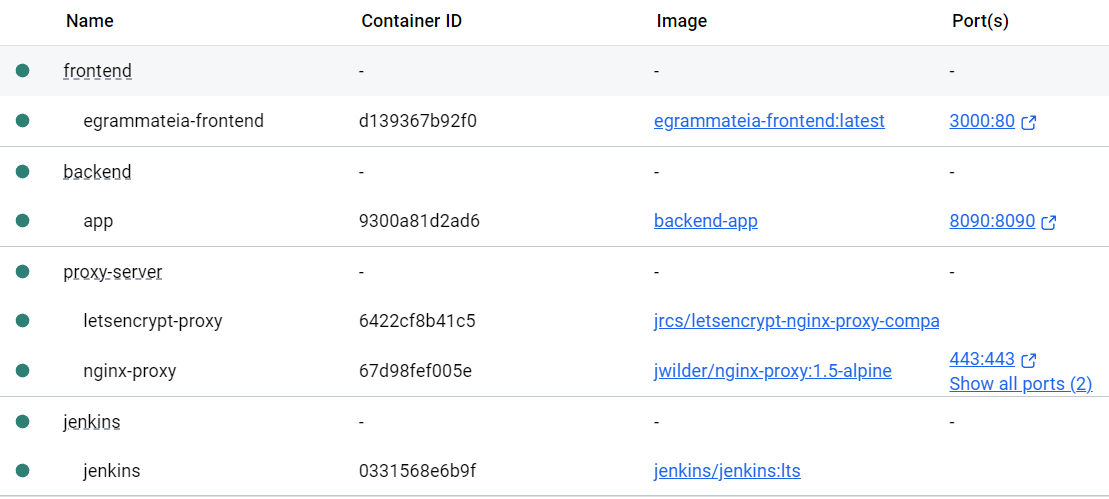 Name Container ID Image Port(s)
frontend - - -
egrammateia-frontend d139367b92f0 egrammateia-frontend:latest 3000:80
backend - - -
app 9300a81d2ad6 backend-app 8090:8090
proxy-server - - -
letsencrypt-proxy 6422cf8b41c5 jrcs/letsencrypt-nginx-proxy-compa
nginx-proxy 67d98fef005e jwilder/nginx-proxy:1.5-alpine 443:443
Show all ports (2)
jenkins - - -
jenkins 0331568e6b9f jenkins/jenkins:lts